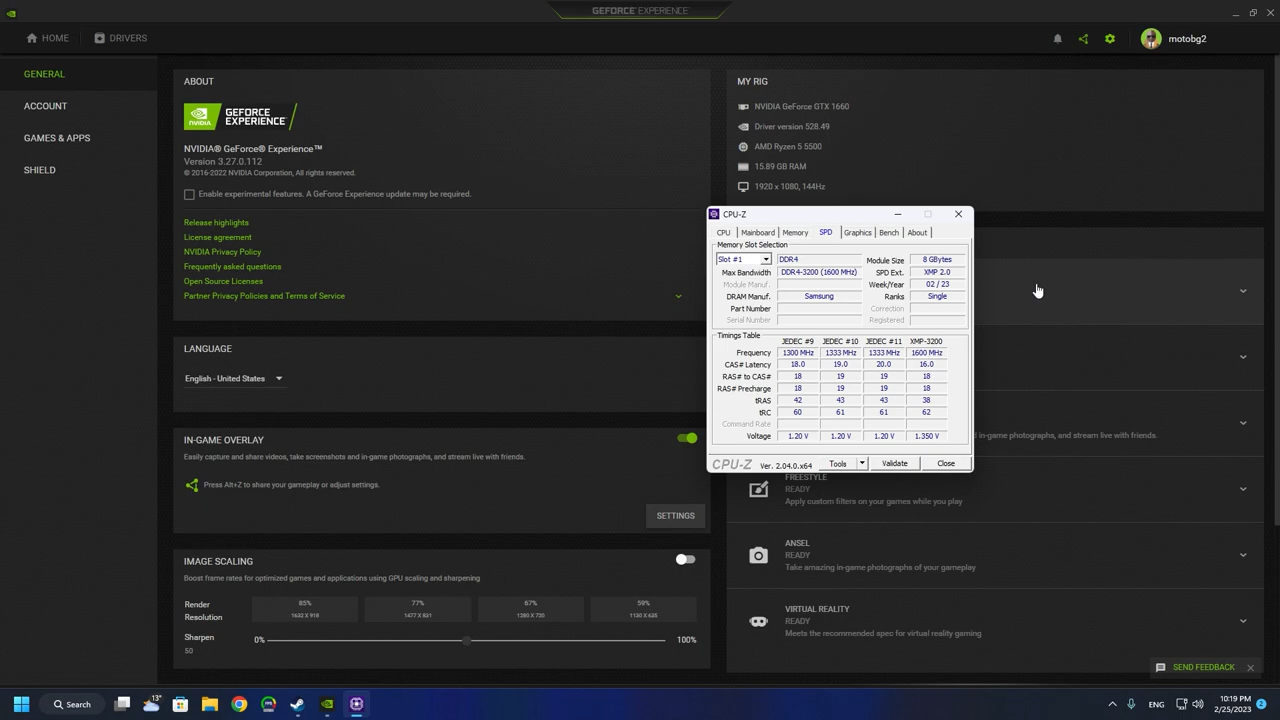 GEFORCE EXPERIENCE
HOME
DRIVERS
motobg2
GENERAL
ACCOUNT
GAMES & APPS
SHIELD
ABOUT
GEFORCE
EXPERIENCE
NVIDIA
NVIDIA® GeForce® Experience™
Version 3.27.0.112
© 2016-2022 NVIDIA Corporation, All rights reserved.
Enable experimental features. A GeForce Experience update may be required.
Release highlights
License agreement
NVIDIA Privacy Policy
Frequently asked questions
Open Source Licenses
Partner Privacy Policies and Terms of Service
LANGUAGE
English - United States
IN-GAME OVERLAY
Easily capture and share videos, take screenshots and in-game photographs, and stream live with friends.
Press Alt+Z to share your gameplay or adjust settings.
SETTINGS
IMAGE SCALING
Boost frame rates for optimized games and applications using GPU scaling and sharpening
Render Resolution
85% 77% 67% 59%
1632 X 918 1477 X 831 1280 X 720 1130 X 635
Sharpen 0% 100%
50
MY RIG
NVIDIA GeForce GTX 1660
Driver version 528.49
AMD Ryzen 5 5500
15.89 GB RAM
1920 x 1080, 144Hz
CPU-Z
CPU Mainboard Memory SPD Graphics Bench About
Memory Slot Selection
Slot #1 DDR4 Module Size 8 GBytes
Max Bandwidth DDR4-3200 (1600 MHz) SPD Ext. XMP 2.0
Module Manuf. Week/Year 02 / 23
DRAM Manuf. Samsung Ranks Single
Part Number Correction
Serial Number Registered
Timings Table
JEDEC #9 JEDEC #10 JEDEC #11 XMP-3200
Frequency 1300 MHz 1333 MHz 1333 MHz 1600 MHz
CAS# Latency 18.0 19.0 20.0 16.0
RAS# to CAS# 18 19 19 18
RAS# Precharge 18 19 19 18
tRAS 42 43 43 38
tRC 60 61 61 62
Command Rate
Voltage 1.20 V 1.20 V 1.20 V 1.350 V
CPU-Z Ver. 2.04.0.x64 Tools Validate Close
d in-game photographs, and stream live with friends.
FREESTYLE
READY
Apply custom filters on your games while you play
ANSEL
READY
Take amazing in-game photographs of your gameplay
VIRTUAL REALITY
READY
Meets the recommended spec for virtual reality gaming
SEND FEEDBACK
Search
13°
ENG
10:19 PM
2/25/2023
2